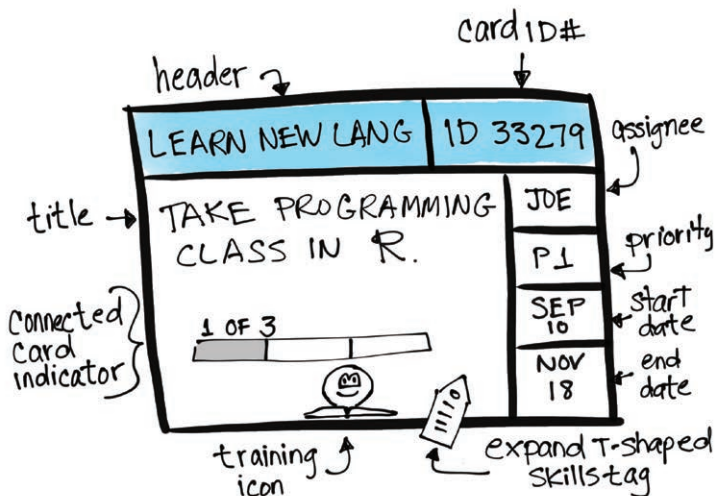 card ID#
header
LEARN NEW LANG
ID 33279
assignee
title
TAKE PROGRAMMING
CLASS IN R.
JOE
P1
priority
SEP
10
start
date
connected
card
indicator
1 OF 3
NOV
18
end
date
training
icon
expand T-shaped
skills tag